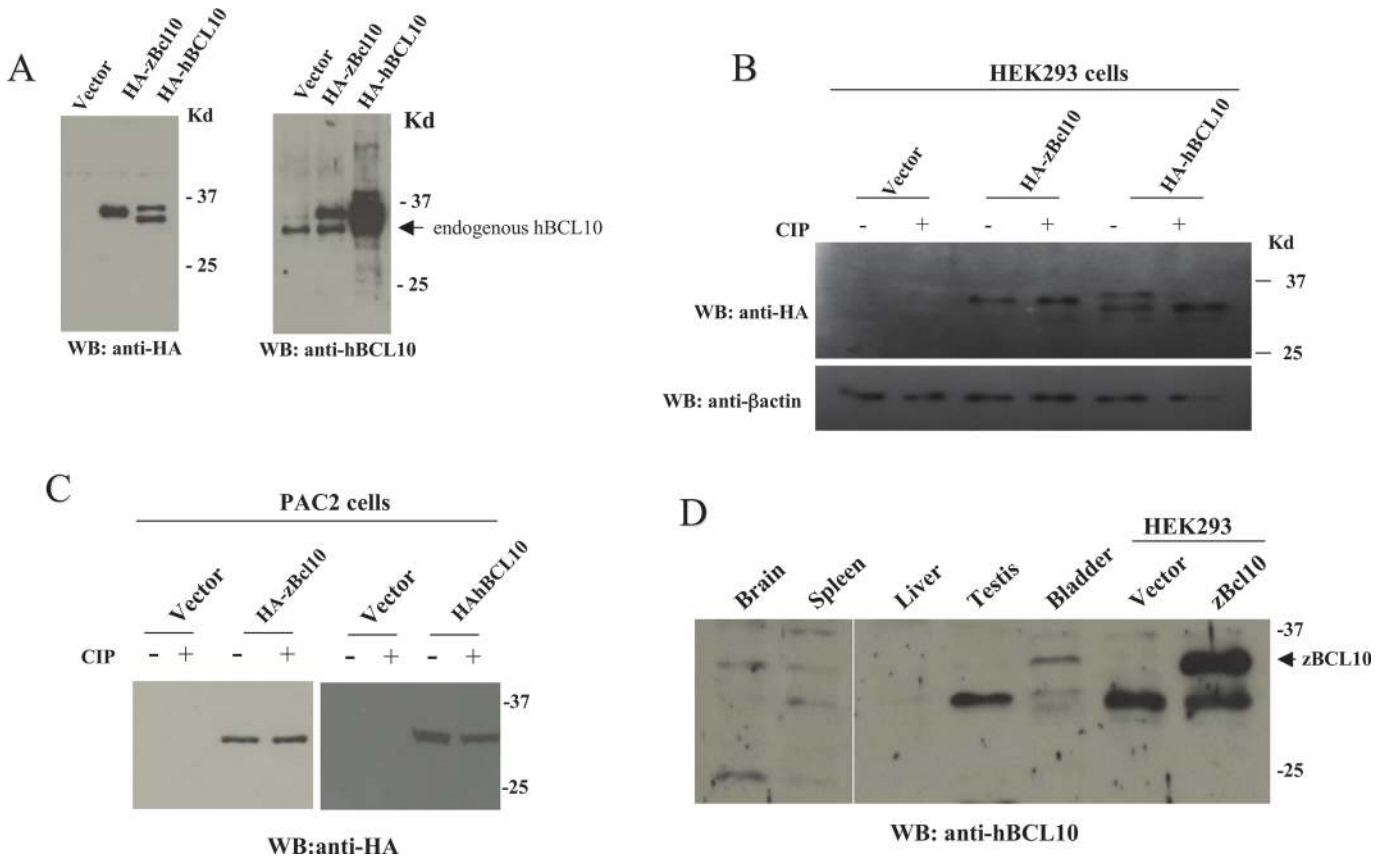 A
Vector
HA-zBcl10
HA-hBCL10
Kd
- 37
- 25
WB: anti-HA
Vector
HA-zBcl10
HA-hBCL10
Kd
- 37
endogenous hBCL10
- 25
WB: anti-hBCL10
B
HEK293 cells
Vector
HA-zBcl10
HA-hBCL10
CIP - + - + - +
Kd
37
WB: anti-HA
25
WB: anti-βactin
C
PAC2 cells
Vector
HA-zBcl10
Vector
HAhBCL10
CIP - + - + - + - +
-37
-25
WB:anti-HA
D
HEK293
Brain
Spleen
Liver
Testis
Bladder
Vector
zBcl10
-37
zBCL10
-25
WB: anti-hBCL10